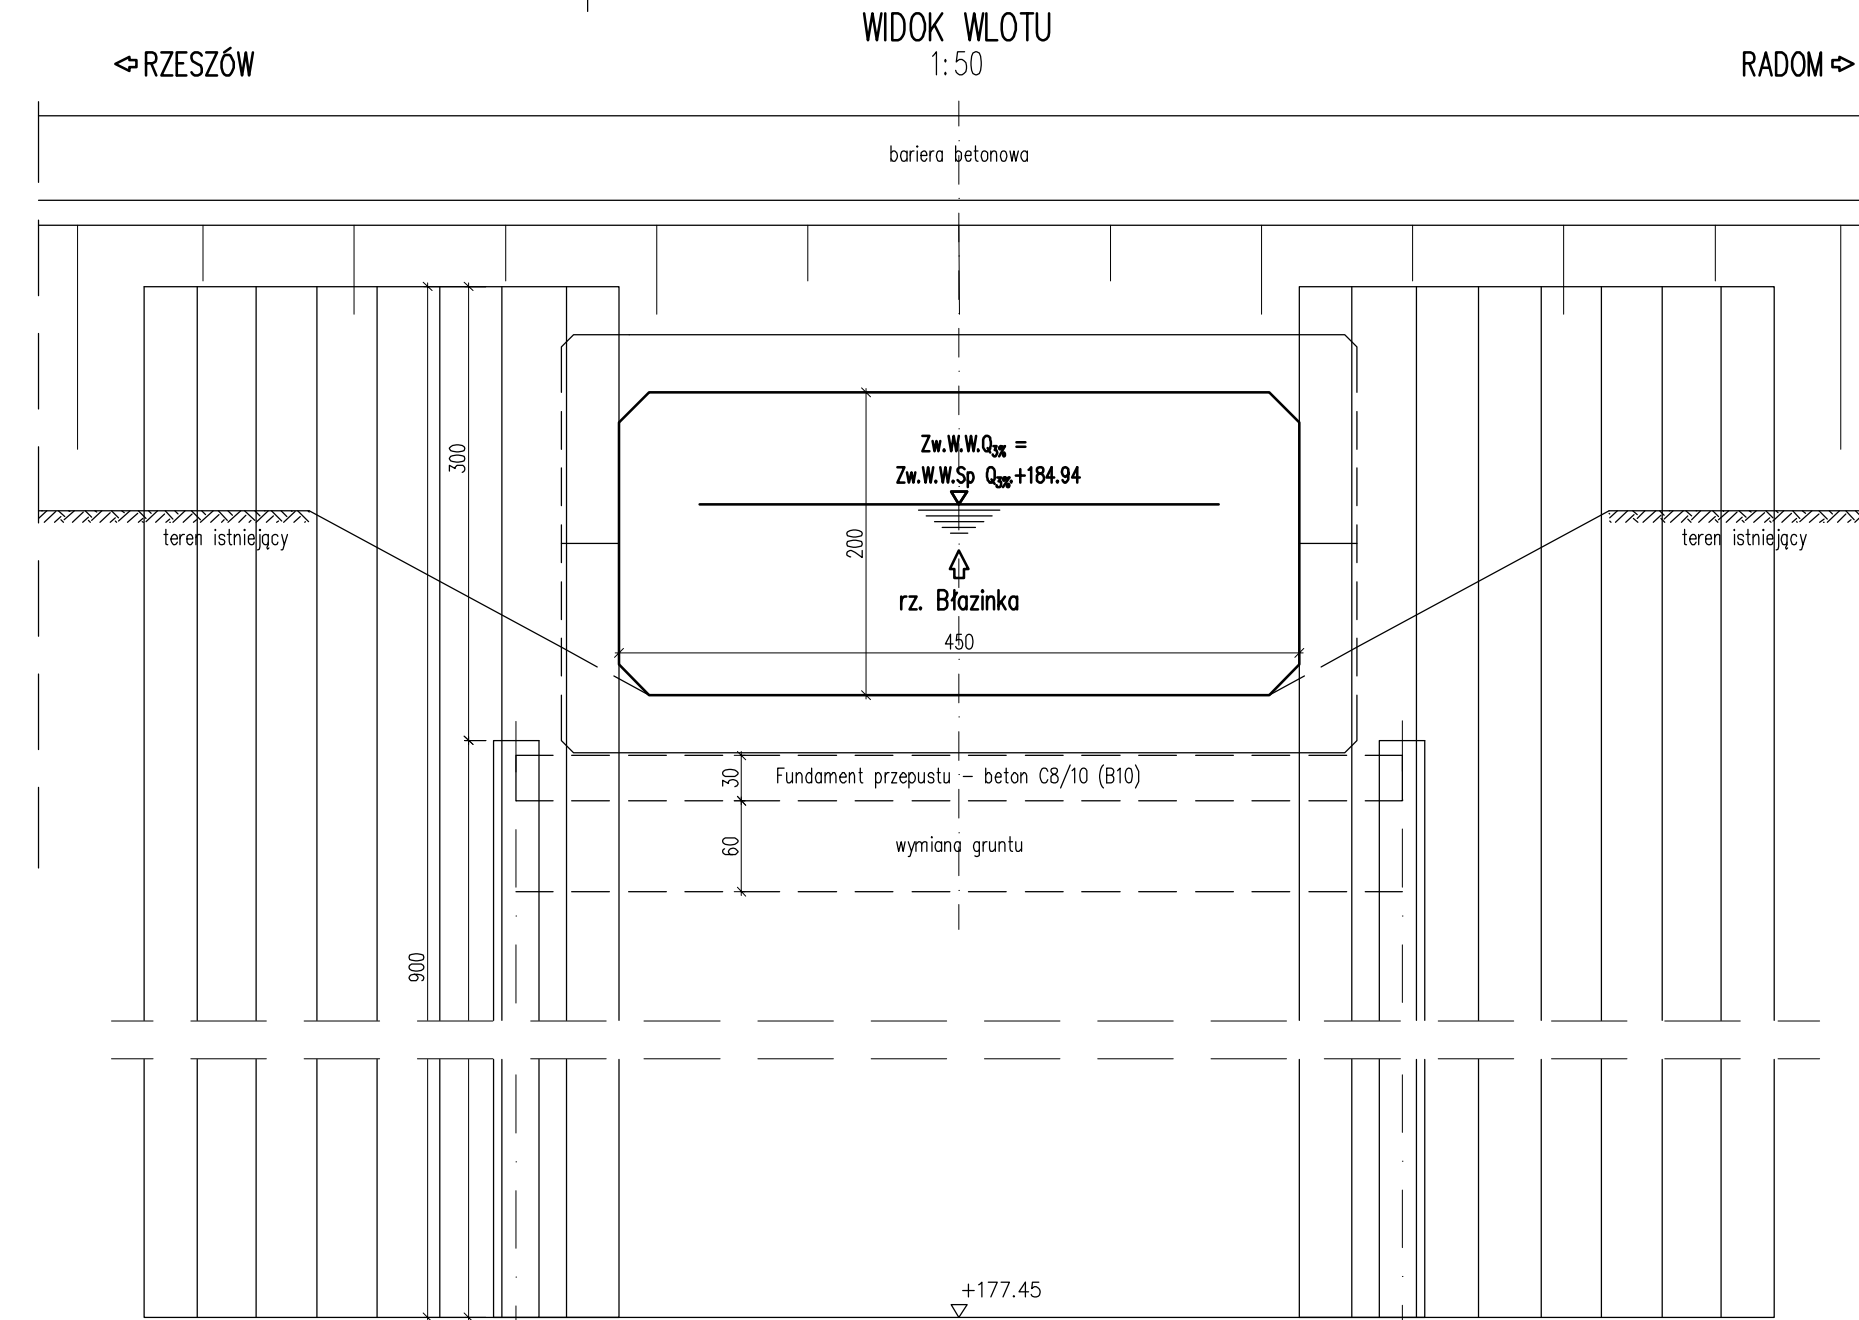 WIDOK WLOTU
1:50
RZESZÓW
RADOM
bariera betonowa
300
Zw.W.W.Q3% =
Zw.W.W.Sp Q3%+184.94
teren istniejący
teren istniejący
200
rz. Błazinka
450
30
Fundament przepustu – beton C8/10 (B10)
60
wymiana gruntu
900
+177.45